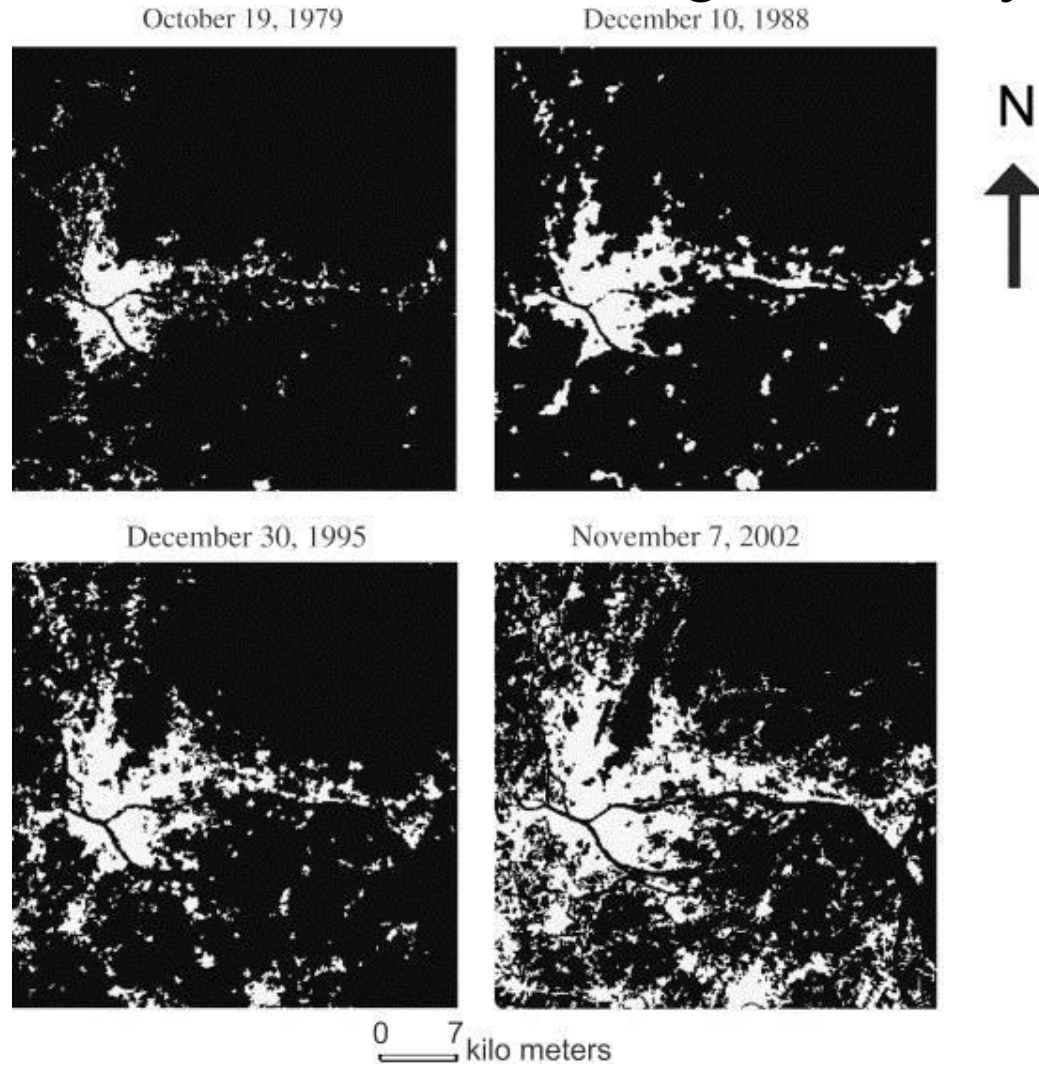 October 19, 1979
December 10, 1988
N
December 30, 1995
November 7, 2002
0 7
kilo meters